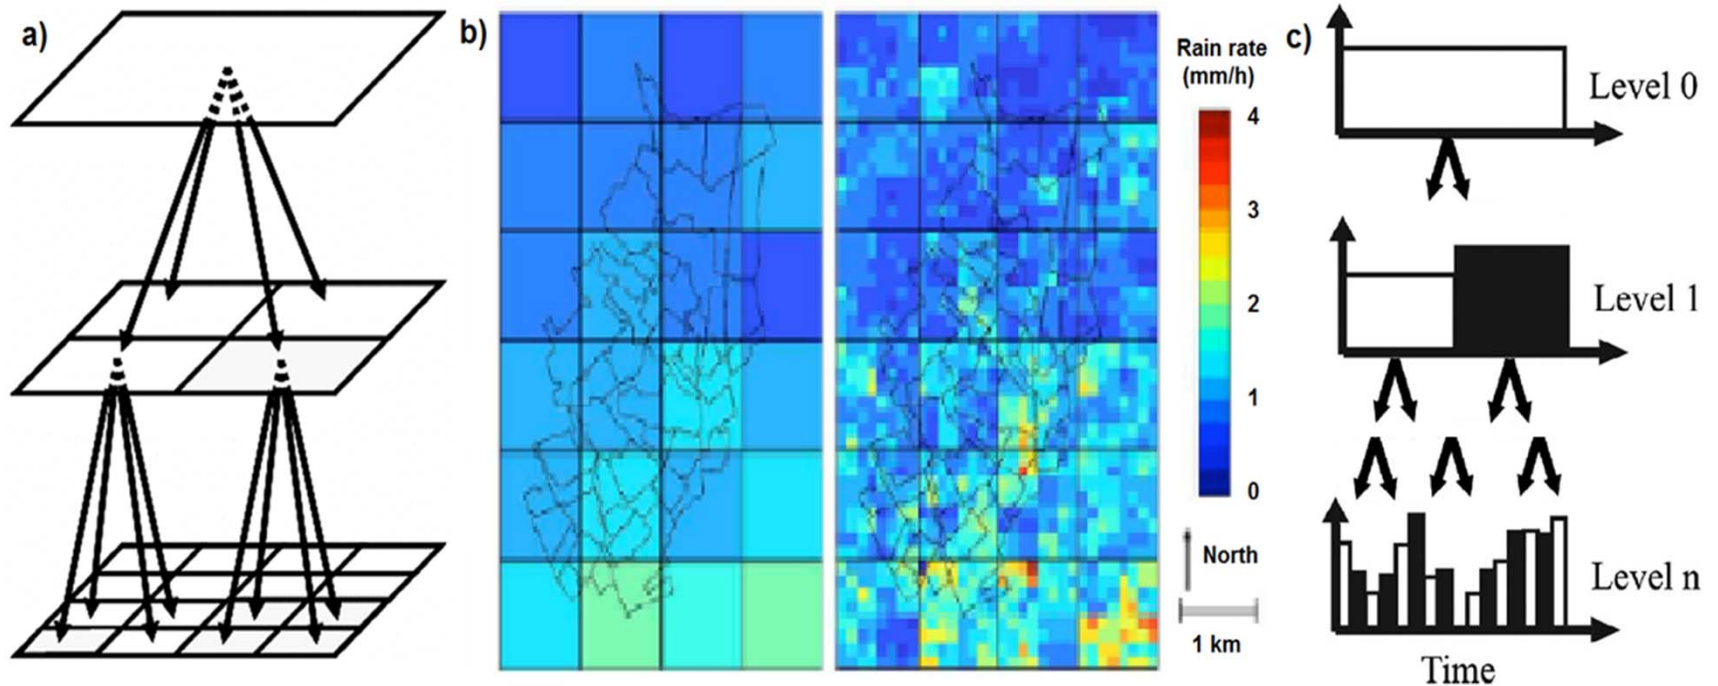 a)
b)
Rain rate
(mm/h)
4
3
2
1
0
North
1 km
c)
Level 0
Level 1
Level n
Time